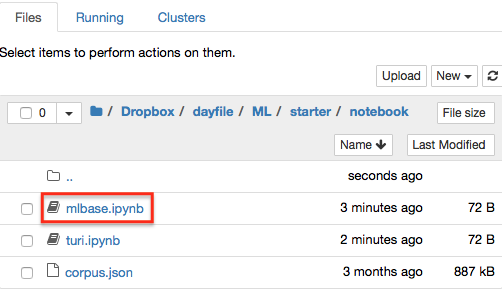 Files Running Clusters
Select items to perform actions on them.
Upload New
0 / Dropbox / dayfile / ML / starter / notebook File size
Name Last Modified
.. seconds ago
mlbase.ipynb 3 minutes ago 72 B
turi.ipynb 2 minutes ago 72 B
corpus.json 3 months ago 887 kB